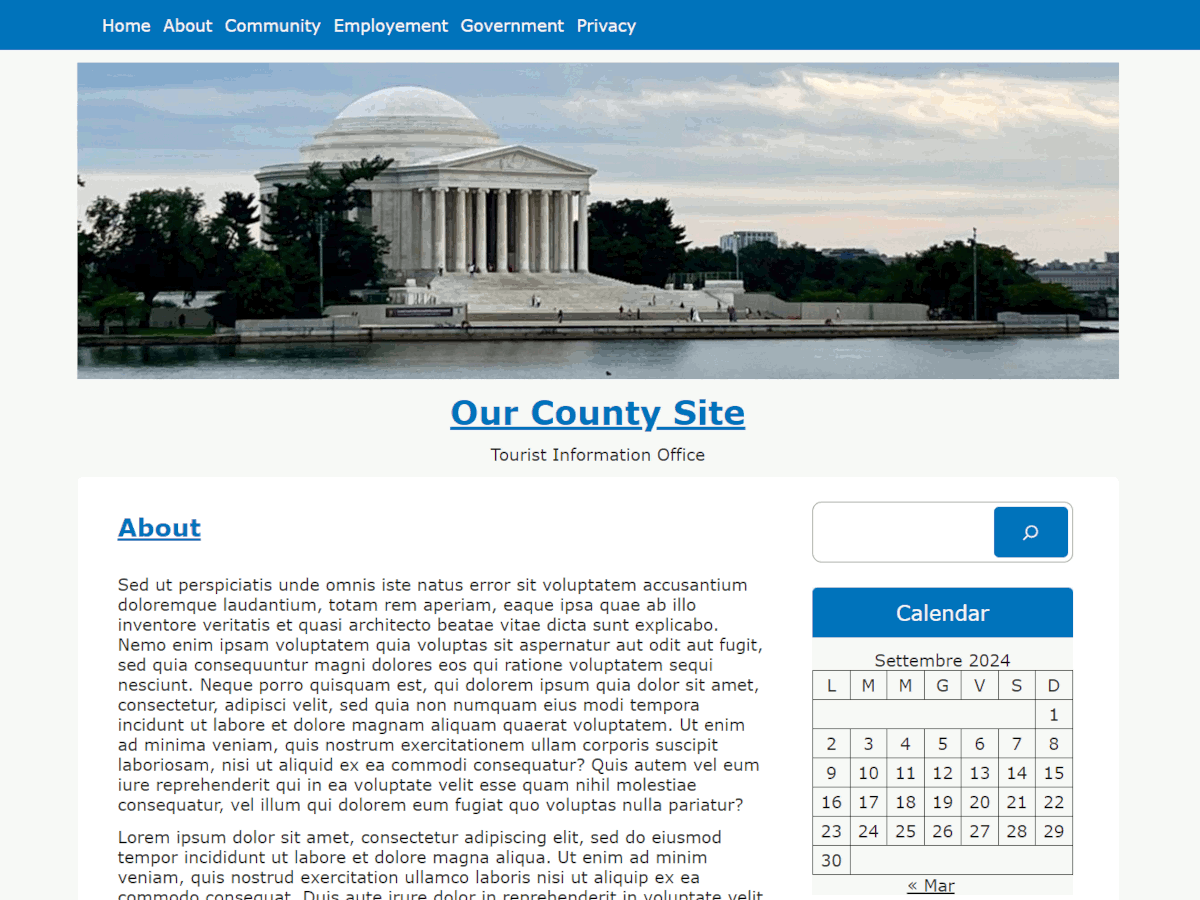 Home About Community Employement Government Privacy
Our County Site
Tourist Information Office
About
Sed ut perspiciatis unde omnis iste natus error sit voluptatem accusantium
doloremque laudantium, totam rem aperiam, eaque ipsa quae ab illo
inventore veritatis et quasi architecto beatae vitae dicta sunt explicabo.
Nemo enim ipsam voluptatem quia voluptas sit aspernatur aut odit aut fugit,
sed quia consequuntur magni dolores eos qui ratione voluptatem sequi
nesciunt. Neque porro quisquam est, qui dolorem ipsum quia dolor sit amet,
consectetur, adipisci velit, sed quia non numquam eius modi tempora
incidunt ut labore et dolore magnam aliquam quaerat voluptatem. Ut enim
ad minima veniam, quis nostrum exercitationem ullam corporis suscipit
laboriosam, nisi ut aliquid ex ea commodi consequatur? Quis autem vel eum
iure reprehenderit qui in ea voluptate velit esse quam nihil molestiae
consequatur, vel illum qui dolorem eum fugiat quo voluptas nulla pariatur?
Lorem ipsum dolor sit amet, consectetur adipiscing elit, sed do eiusmod
tempor incididunt ut labore et dolore magna aliqua. Ut enim ad minim
veniam, quis nostrud exercitation ullamco laboris nisi ut aliquip ex ea
commodo consequat. Duis aute irure dolor in reprehenderit in voluptate velit
Calendar
Settembre 2024
L M M G V S D
1
2 3 4 5 6 7 8
9 10 11 12 13 14 15
16 17 18 19 20 21 22
23 24 25 26 27 28 29
30
« Mar